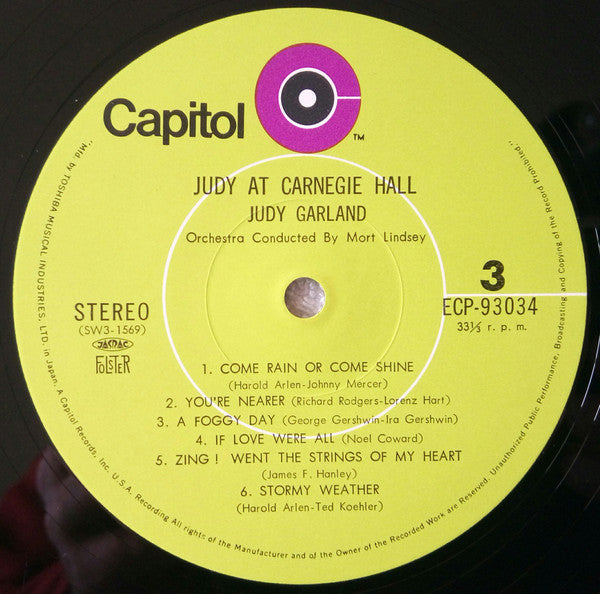 Capitol
TM
JUDY AT CARNEGIE HALL
JUDY GARLAND
Orchestra Conducted By Mort Lindsey
3
STEREO
(SW3-1569)
JASRAC
FOLSTER
ECP-93034
33⅓ r. p. m.
1. COME RAIN OR COME SHINE
(Harold Arlen-Johnny Mercer)
2. YOU'RE NEARER (Richard Rodgers-Lorenz Hart)
3. A FOGGY DAY (George Gershwin-Ira Gershwin)
4. IF LOVE WERE ALL (Noel Coward)
5. ZING! WENT THE STRINGS OF MY HEART
(James F. Hanley)
6. STORMY WEATHER
(Harold Arlen-Ted Koehler)
"Mfd. by TOSHIBA MUSICAL INDUSTRIES, LTD. in Japan. A Capitol Records, Inc. U.S.A. Recording All rights of the Manufacturer and of the Owner of the Recorded Work are Reserved. Unauthorized Public Performance, Broadcasting and Copying of the Record Prohibited"